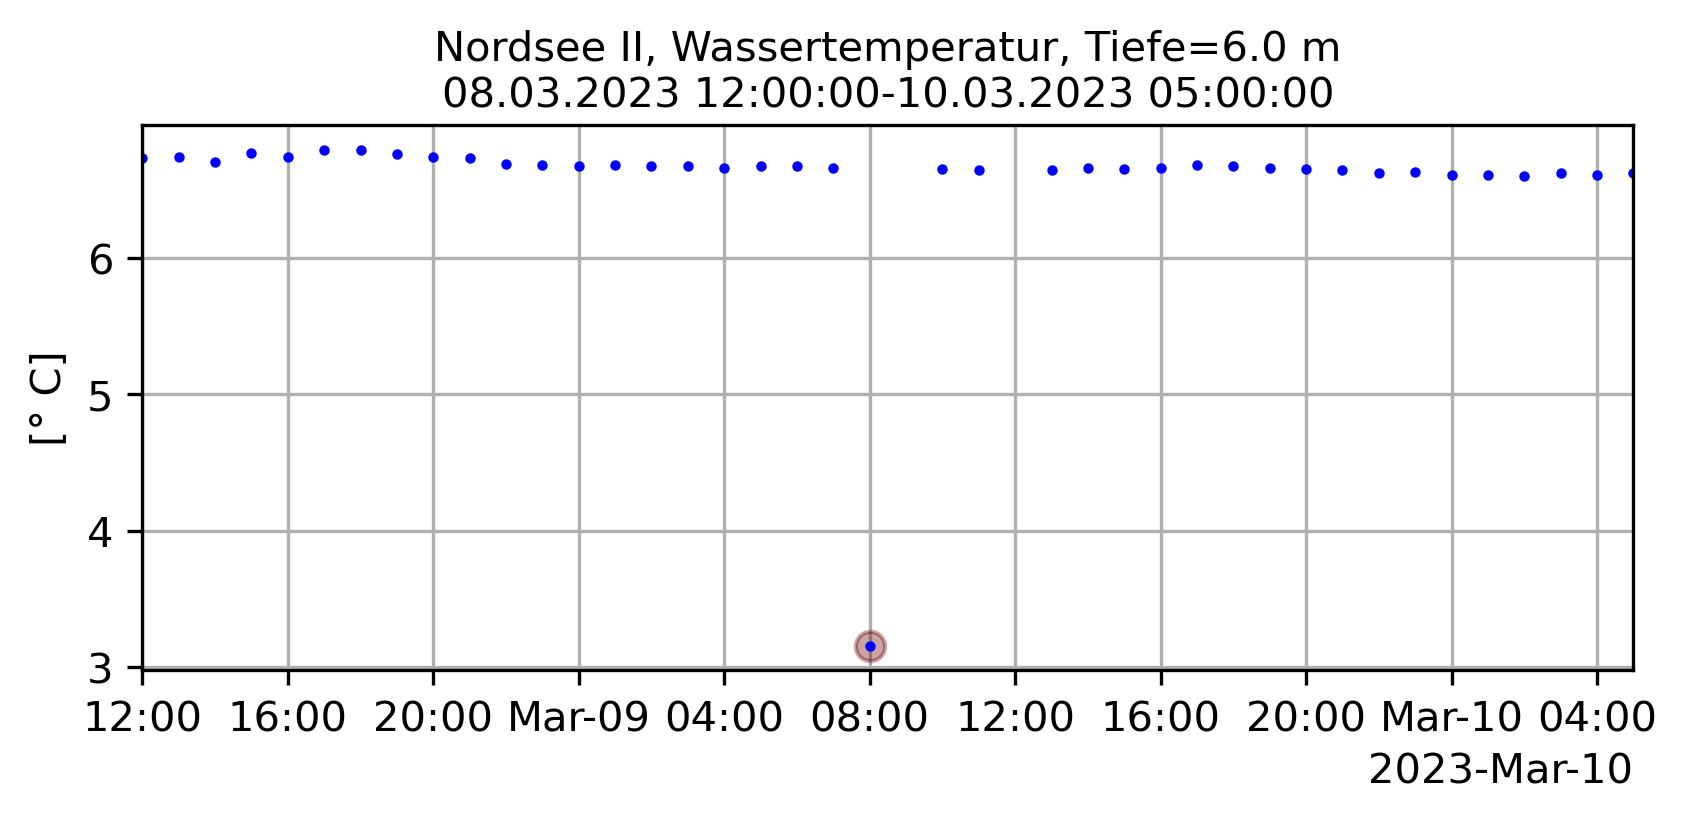 Nordsee II, Wassertemperatur, Tiefe=6.0 m
08.03.2023 12:00:00-10.03.2023 05:00:00
[° C]
6
5
4
3
12:00 16:00 20:00 Mar-09 04:00 08:00 12:00 16:00 20:00 Mar-10 04:00
2023-Mar-10